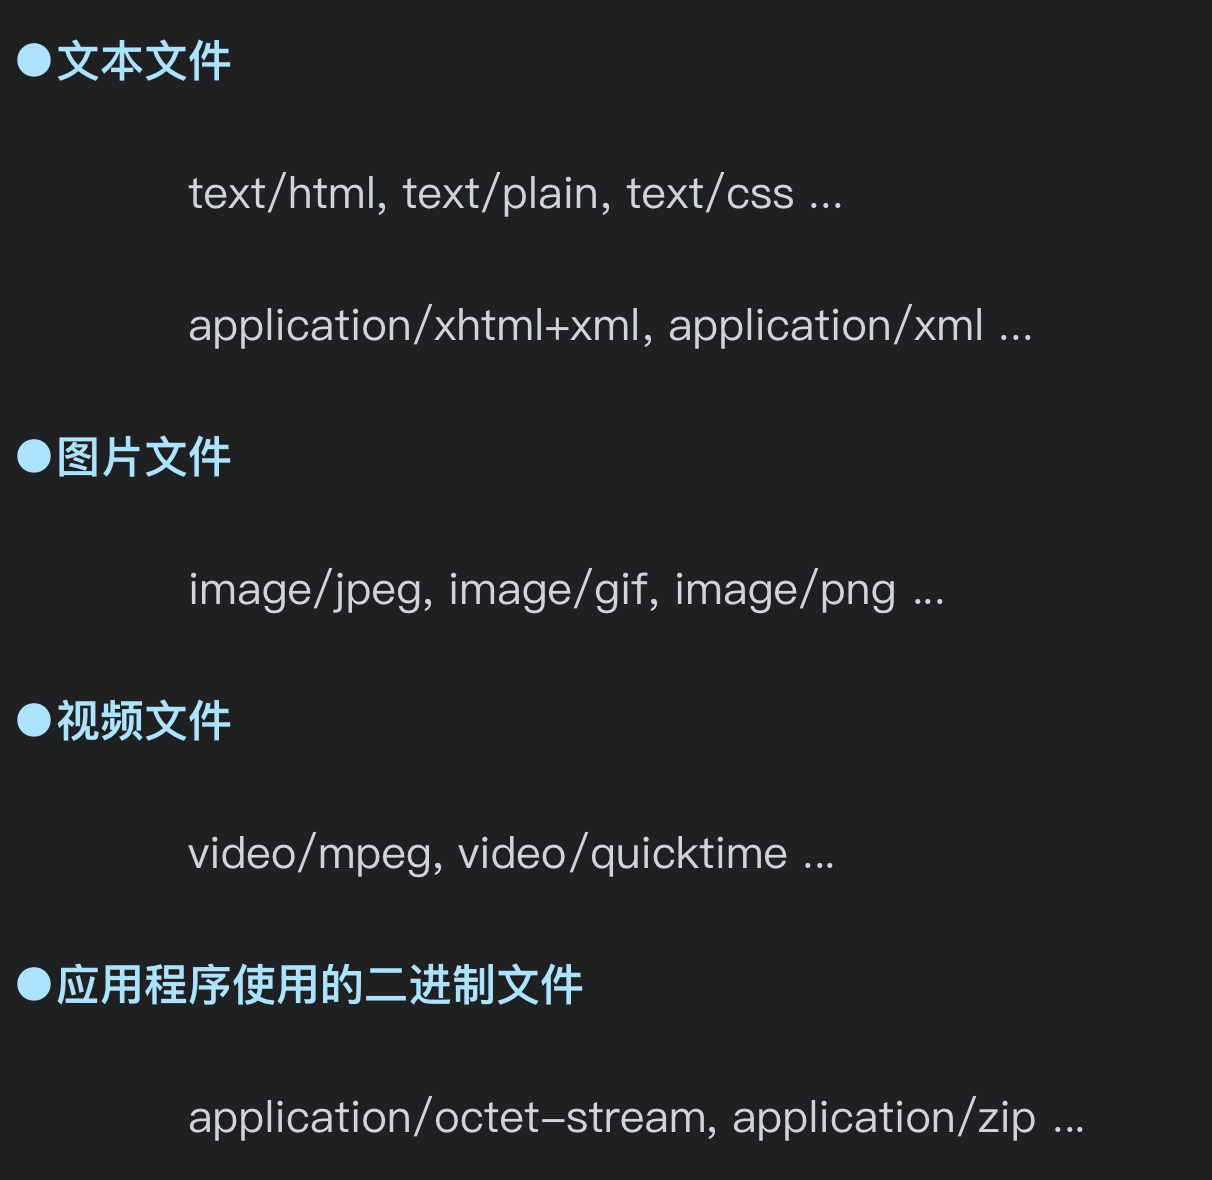 ●文本文件
text/html, text/plain, text/css ...
application/xhtml+xml, application/xml ...
●图片文件
image/jpeg, image/gif, image/png ...
●视频文件
video/mpeg, video/quicktime ...
●应用程序使用的二进制文件
application/octet-stream, application/zip ...